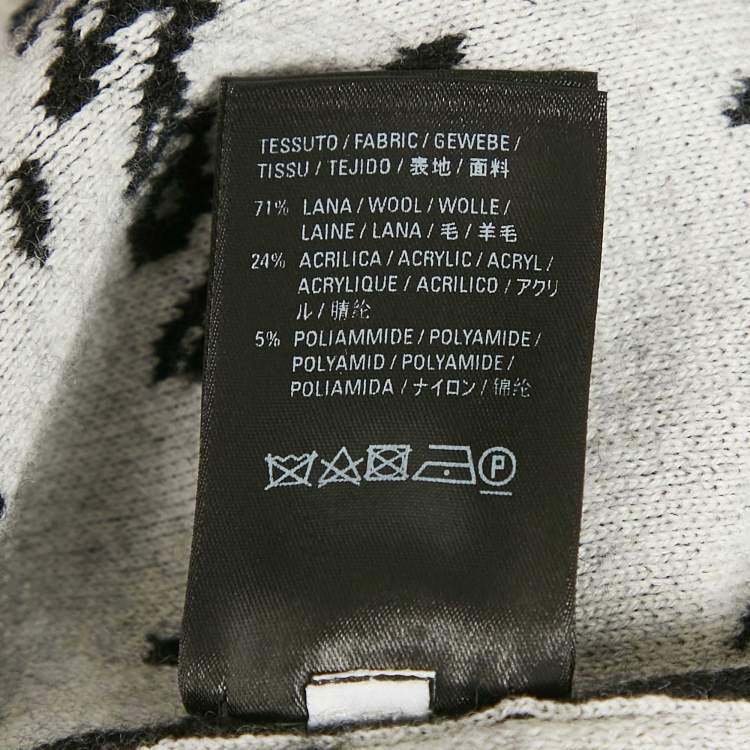 TESSUTO / FABRIC / GEWEBE /
TISSU / TEJIDO / 表地 / 面料
71% LANA / WOOL / WOLLE /
LAINE / LANA / 毛 / 羊毛
24% ACRILICA / ACRYLIC / ACRYL /
ACRYLIQUE / ACRILICO / アクリ
ル / 腈纶
5% POLIAMMIDE / POLYAMIDE /
POLYAMID / POLYAMIDE /
POLIAMIDA / ナイロン / 锦纶
P